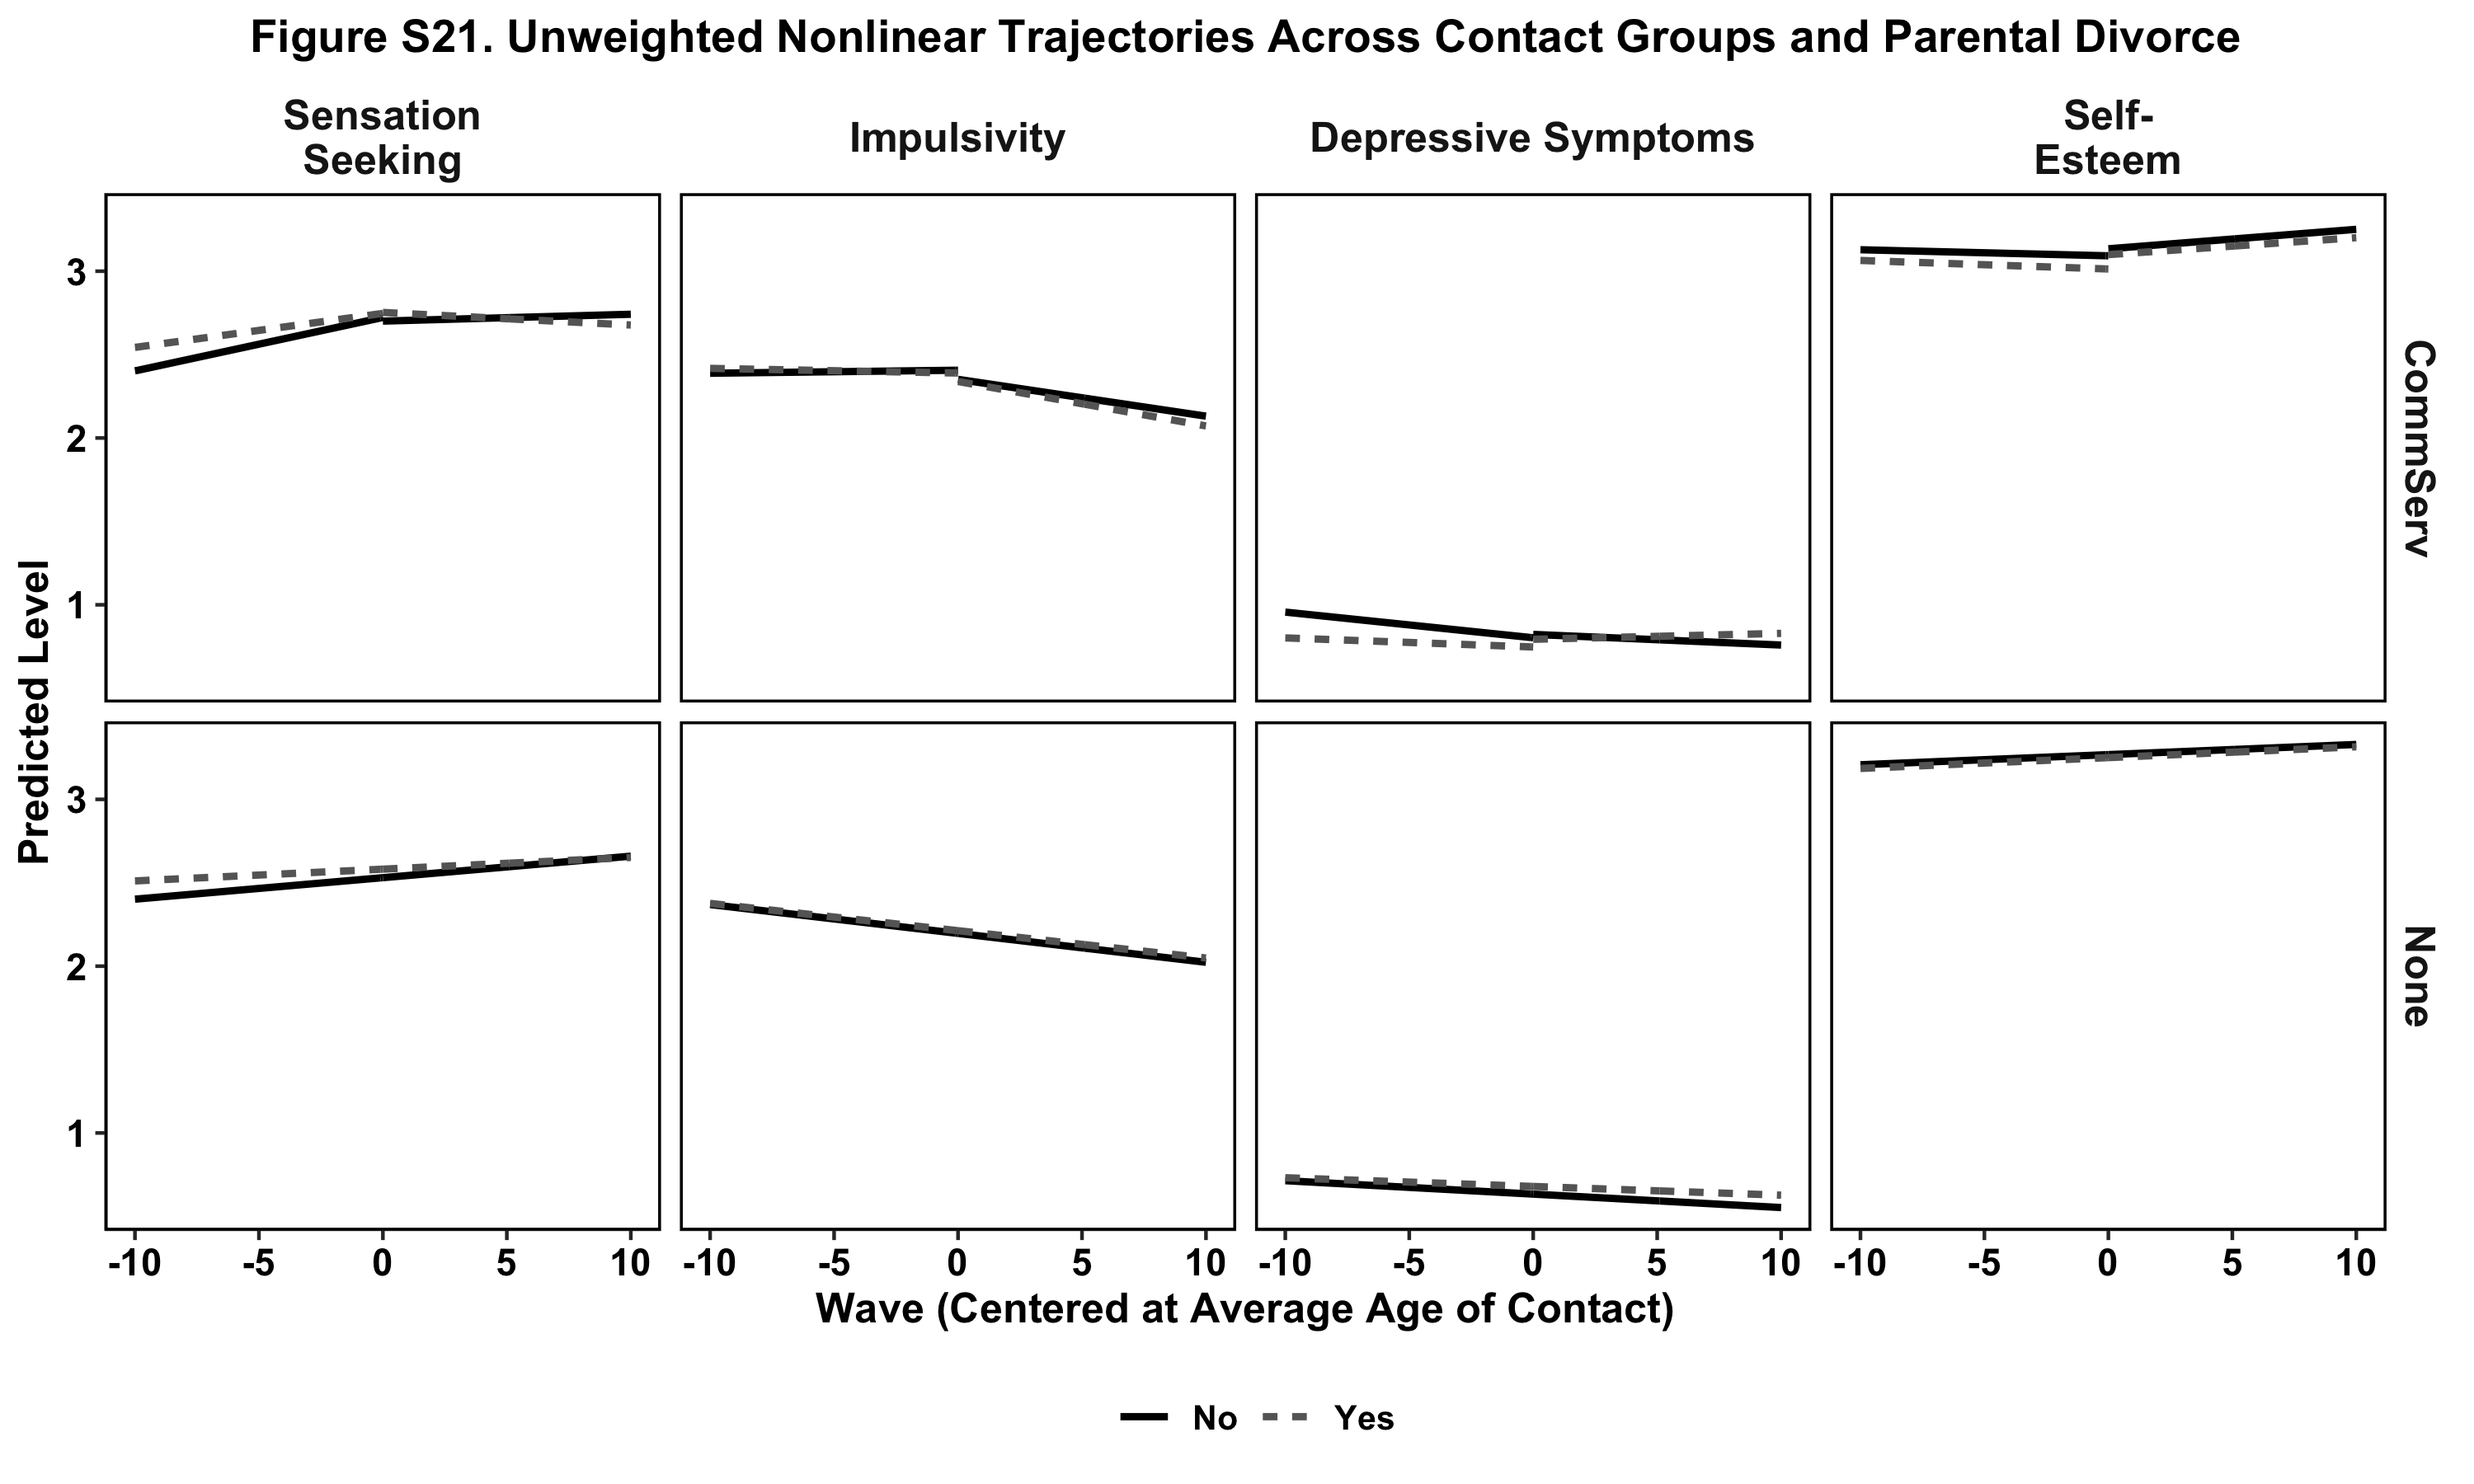 Figure S21. Unweighted Nonlinear Trajectories Across Contact Groups and Parental Divorce
Sensation
Seeking
Impulsivity
Depressive Symptoms
Self-
Esteem
3
2
1
CommServ
Predicted Level
3
2
1
None
-10 -5 0 5 10 -10 -5 0 5 10 -10 -5 0 5 10 -10 -5 0 5 10
Wave (Centered at Average Age of Contact)
No Yes